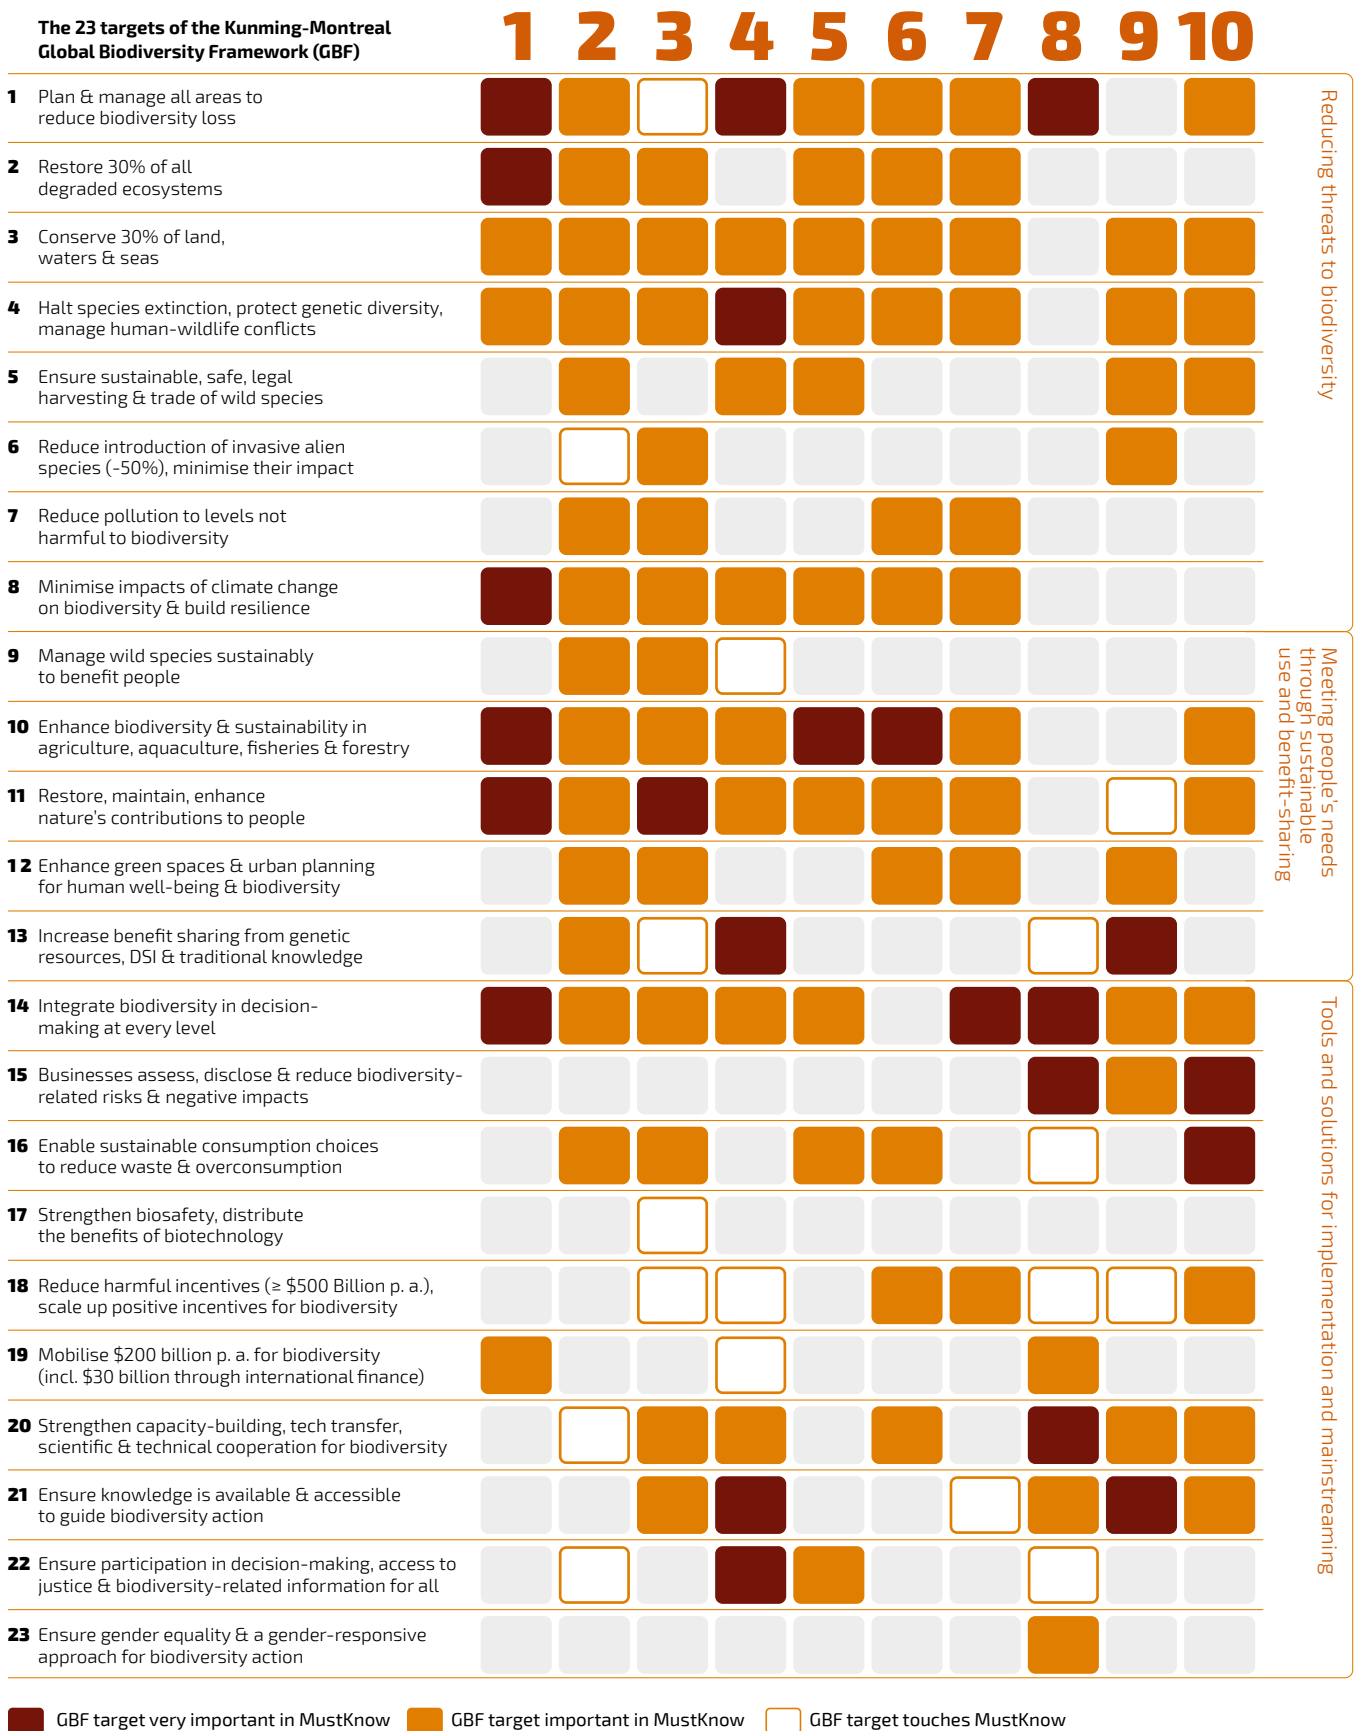 The 23 targets of the Kunming-Montreal
Global Biodiversity Framework (GBF)
1 2 3 4 5 6 7 8 9 10
1 Plan & manage all areas to
reduce biodiversity loss
2 Restore 30% of all
degraded ecosystems
3 Conserve 30% of land,
waters & seas
4 Halt species extinction, protect genetic diversity,
manage human-wildlife conflicts
5 Ensure sustainable, safe, legal
harvesting & trade of wild species
6 Reduce introduction of invasive alien
species (-50%), minimise their impact
7 Reduce pollution to levels not
harmful to biodiversity
8 Minimise impacts of climate change
on biodiversity & build resilience
Reducing threats to biodiversity
9 Manage wild species sustainably
to benefit people
10 Enhance biodiversity & sustainability in
agriculture, aquaculture, fisheries & forestry
11 Restore, maintain, enhance
nature's contributions to people
12 Enhance green spaces & urban planning
for human well-being & biodiversity
13 Increase benefit sharing from genetic
resources, DSI & traditional knowledge
Meeting people's needs
through sustainable
use and benefit-sharing
14 Integrate biodiversity in decision-
making at every level
15 Businesses assess, disclose & reduce biodiversity-
related risks & negative impacts
16 Enable sustainable consumption choices
to reduce waste & overconsumption
17 Strengthen biosafety, distribute
the benefits of biotechnology
18 Reduce harmful incentives (≥ $500 Billion p. a.),
scale up positive incentives for biodiversity
19 Mobilise $200 billion p. a. for biodiversity
(incl. $30 billion through international finance)
20 Strengthen capacity-building, tech transfer,
scientific & technical cooperation for biodiversity
21 Ensure knowledge is available & accessible
to guide biodiversity action
22 Ensure participation in decision-making, access to
justice & biodiversity-related information for all
23 Ensure gender equality & a gender-responsive
approach for biodiversity action
Tools and solutions for implementation and mainstreaming
GBF target very important in MustKnow
GBF target important in MustKnow
GBF target touches MustKnow